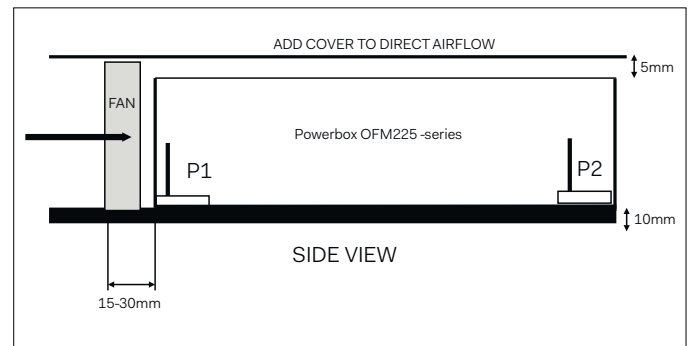 ADD COVER TO DIRECT AIRFLOW
5mm
FAN
Powerbox OFM225 -series
P1
P2
10mm
SIDE VIEW
15-30mm